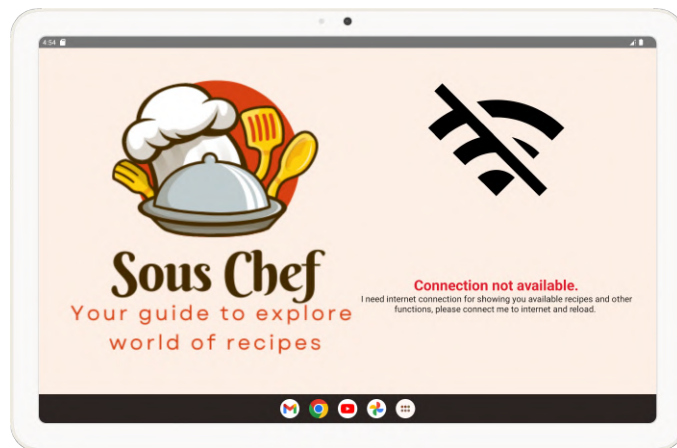 4:54
Sous Chef
Your guide to explore
world of recipes
Connection not available.
I need internet connection for showing you available recipes and other
functions, please connect me to internet and reload.